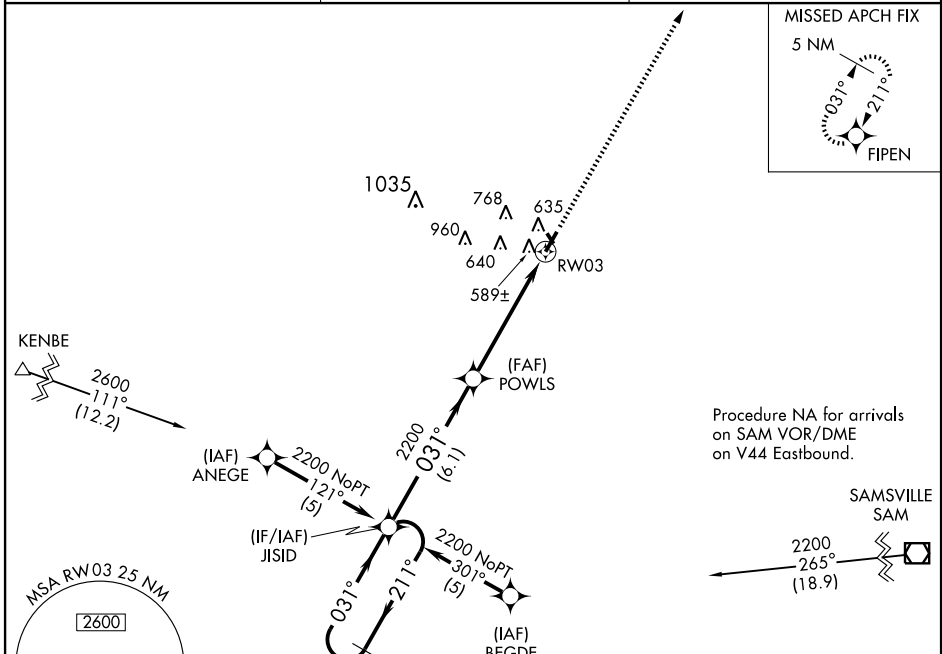 MISSED APCH FIX
5 NM
031°
211°
FIPEN
1035
768
635
960
640
RW03
589±
KENBE
2600
111°
(12.2)
(FAF)
POWLS
2200
031°
(6.1)
Procedure NA for arrivals
on SAM VOR/DME
on V44 Eastbound.
(IAF)
ANEGE
2200 NoPT
121°
(5)
SAMSVILLE
SAM
(IF/IAF)
JISID
2200 NoPT
301°
(5)
2200
265°
(18.9)
MSA RW03 25 NM
2600
031°
211°
(IAF)